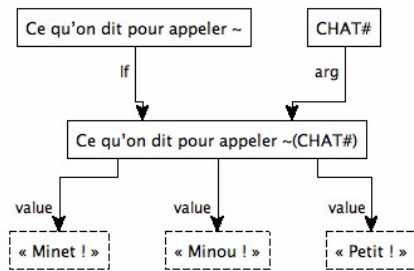 Ce qu'on dit pour appeler ~
CHAT#
lf
arg
Ce qu'on dit pour appeler ~(CHAT#)
value
value
value
« Minet ! »
« Minou ! »
« Petit ! »